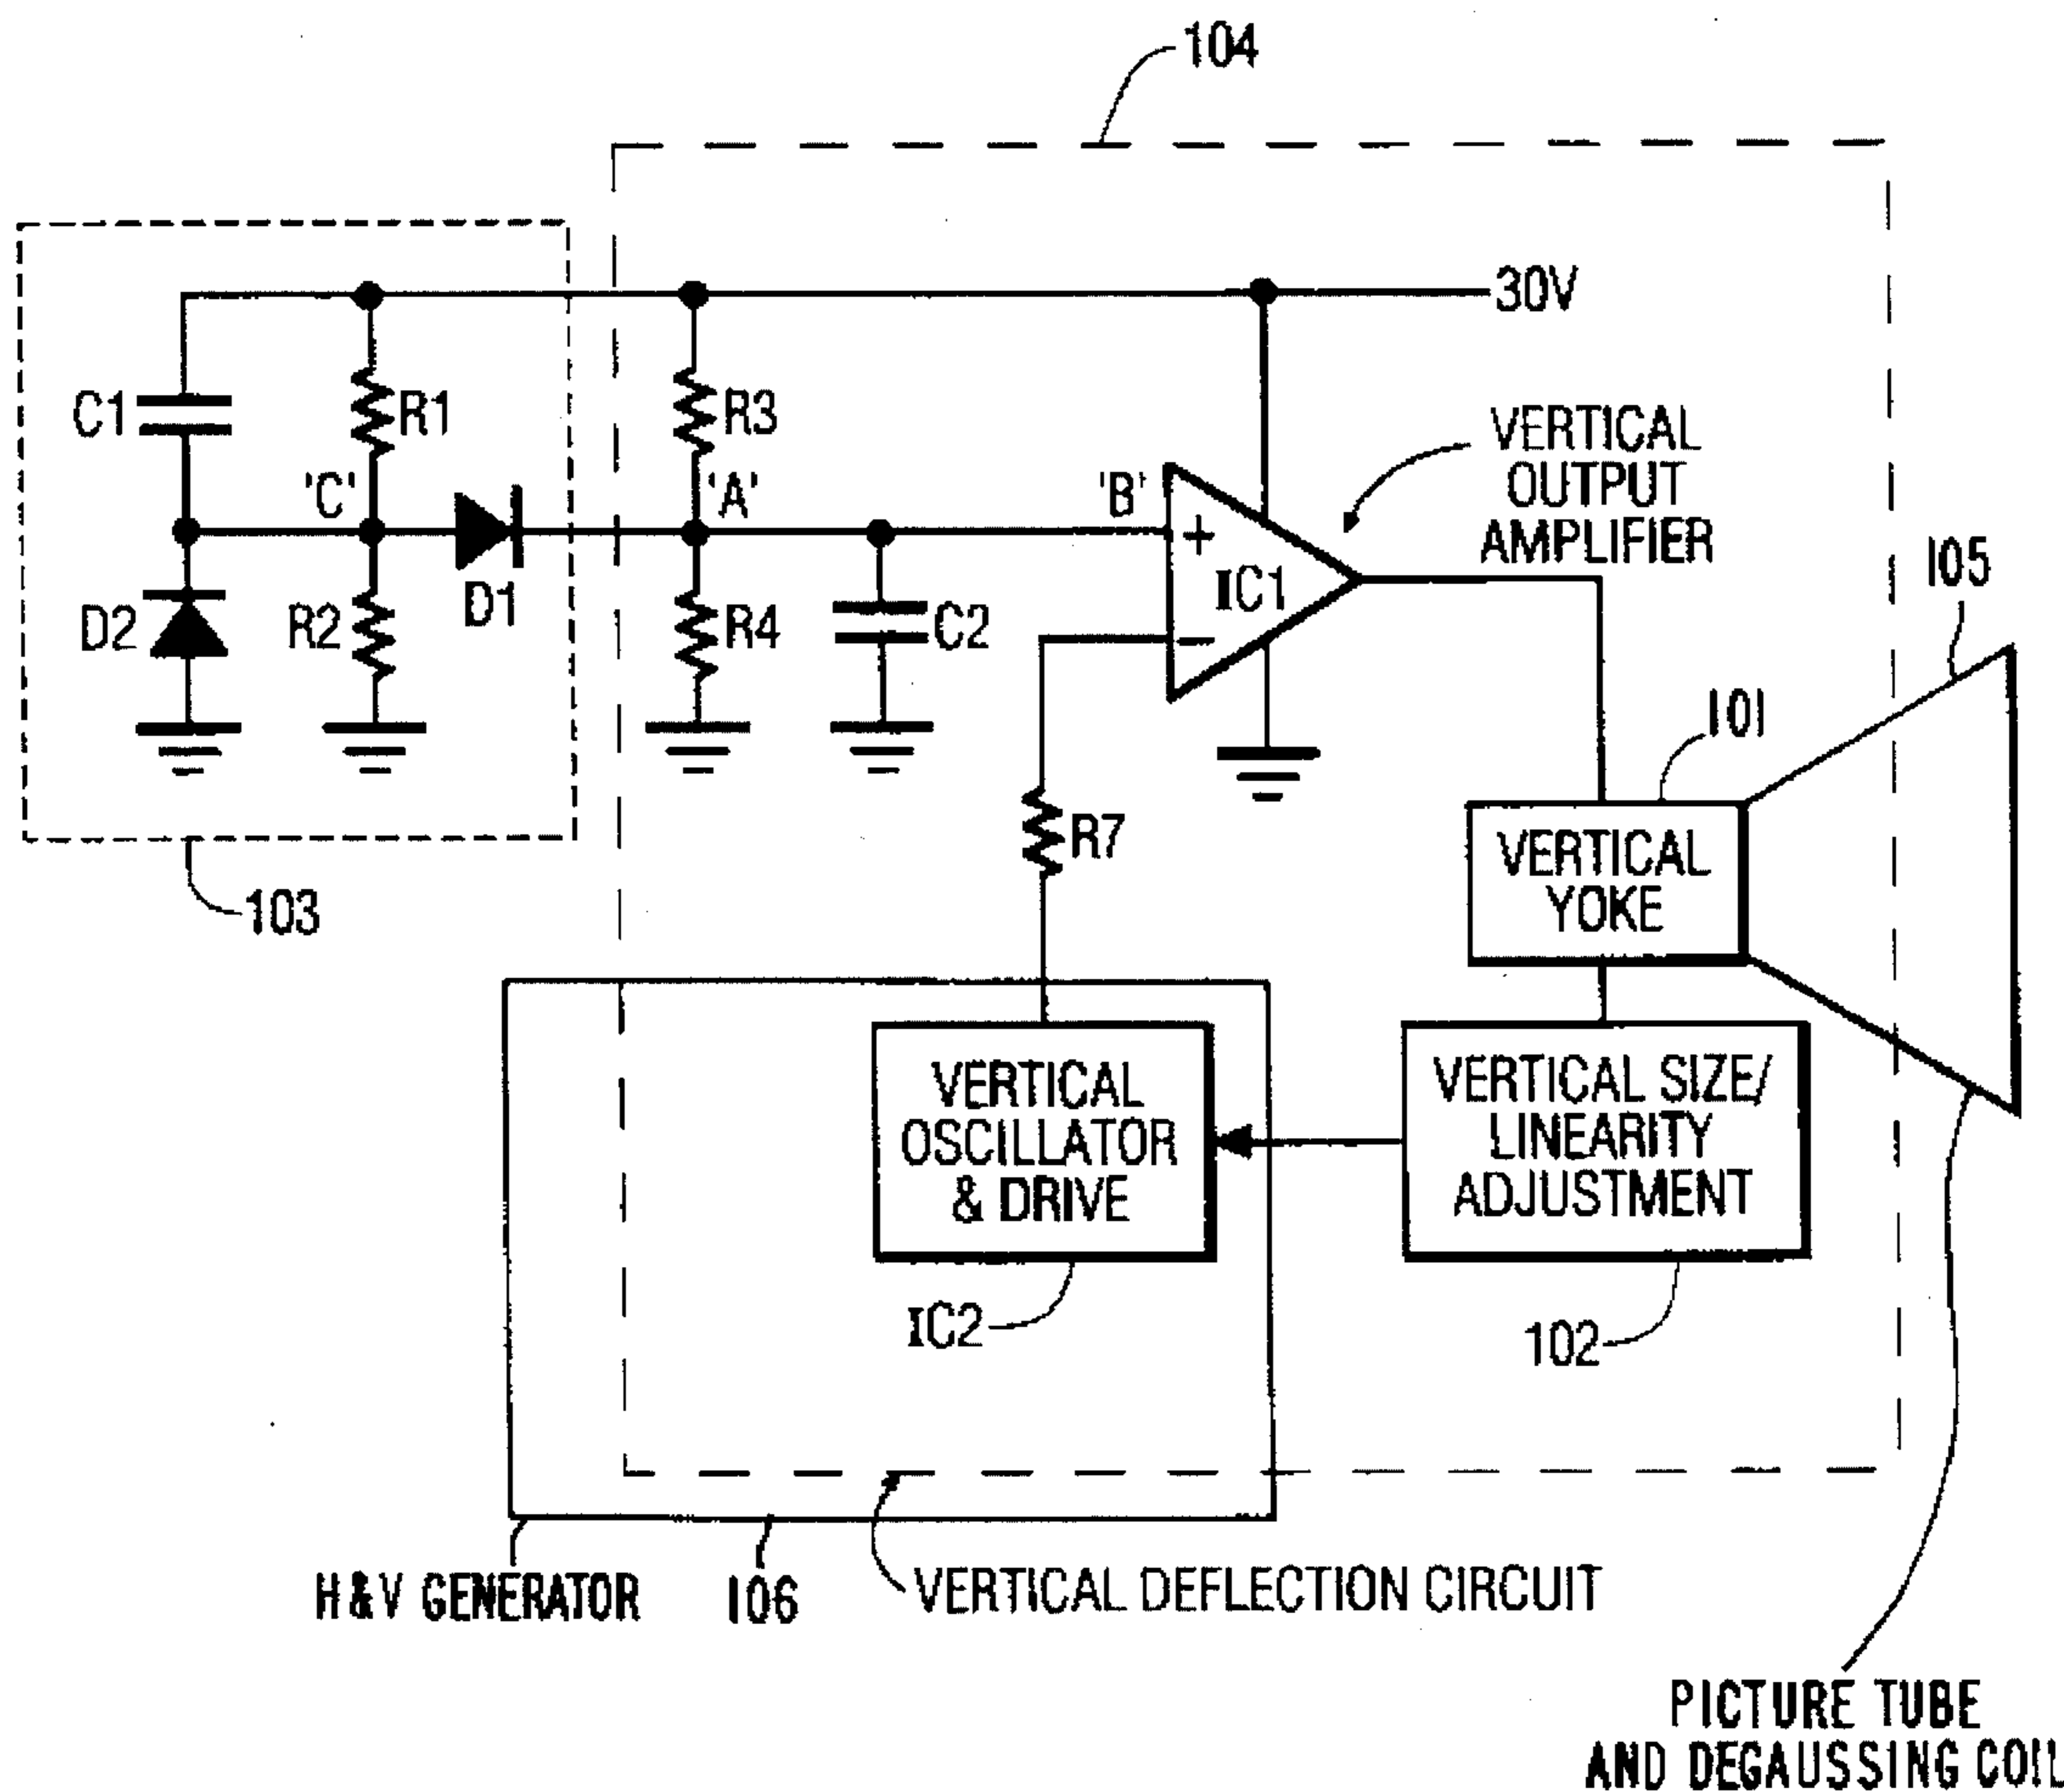 104
30V
C1
R1
R3
'C'
'A'
'B'
+
VERTICAL
OUTPUT
AMPLIFIER
IC1
D2
R2
D1
R4
C2
−
105
101
R7
VERTICAL
YOKE
103
VERTICAL
OSCILLATOR
& DRIVE
VERTICAL SIZE/
LINEARITY
ADJUSTMENT
IC2
102
H&V GENERATOR
106
VERTICAL DEFLECTION CIRCUIT
PICTURE TUBE
AND DEGAUSSING COIL